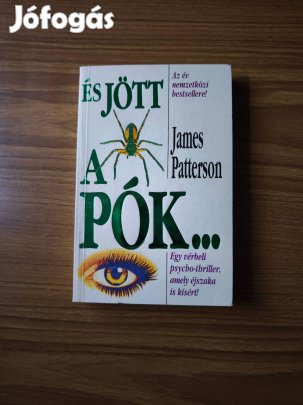 Jófogás
ÉS JÖTT
A
PÓK...
Az év
nemzetközi
bestsellere!
James
Patterson
Egy vérbeli
psycho-thriller,
amely éjszaka
is kísért!